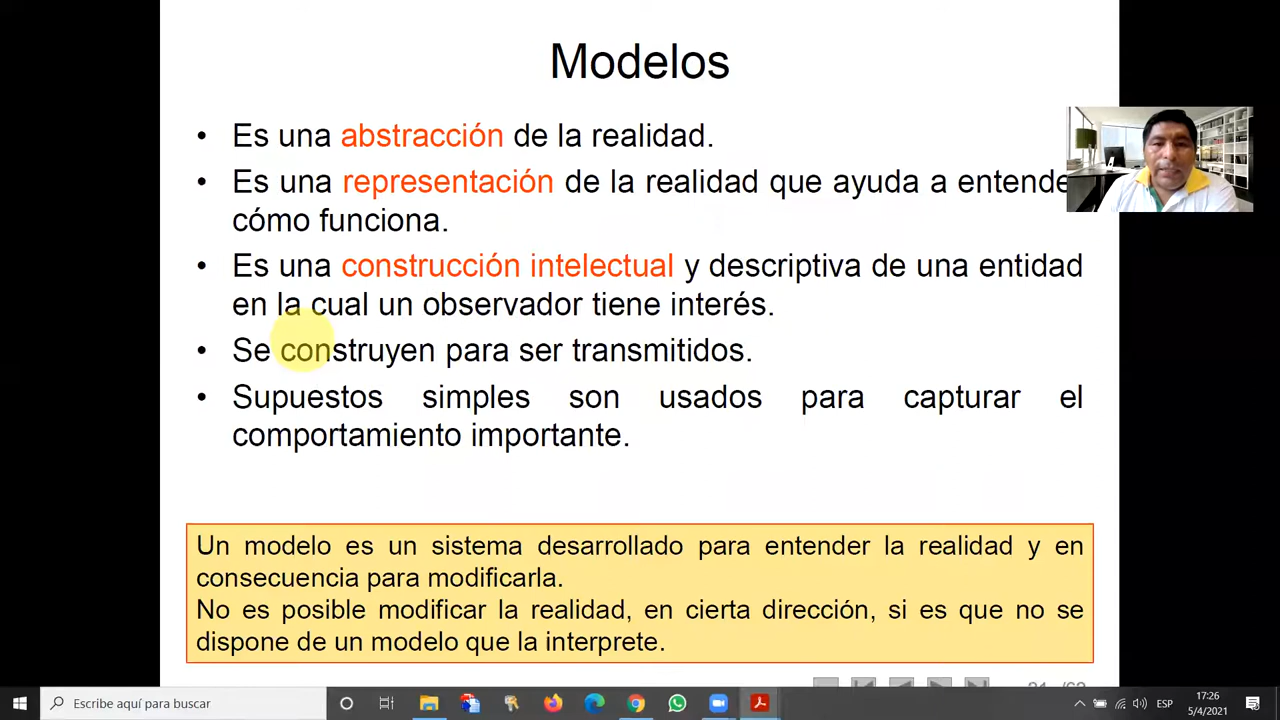 Modelos
• Es una abstracción de la realidad.
• Es una representación de la realidad que ayuda a entende
cómo funciona.
• Es una construcción intelectual y descriptiva de una entidad
en la cual un observador tiene interés.
• Se construyen para ser transmitidos.
• Supuestos simples son usados para capturar el
comportamiento importante.
Un modelo es un sistema desarrollado para entender la realidad y en
consecuencia para modificarla.
No es posible modificar la realidad, en cierta dirección, si es que no se
dispone de un modelo que la interprete.
Escribe aquí para buscar
ESP
17:26
5/4/2021